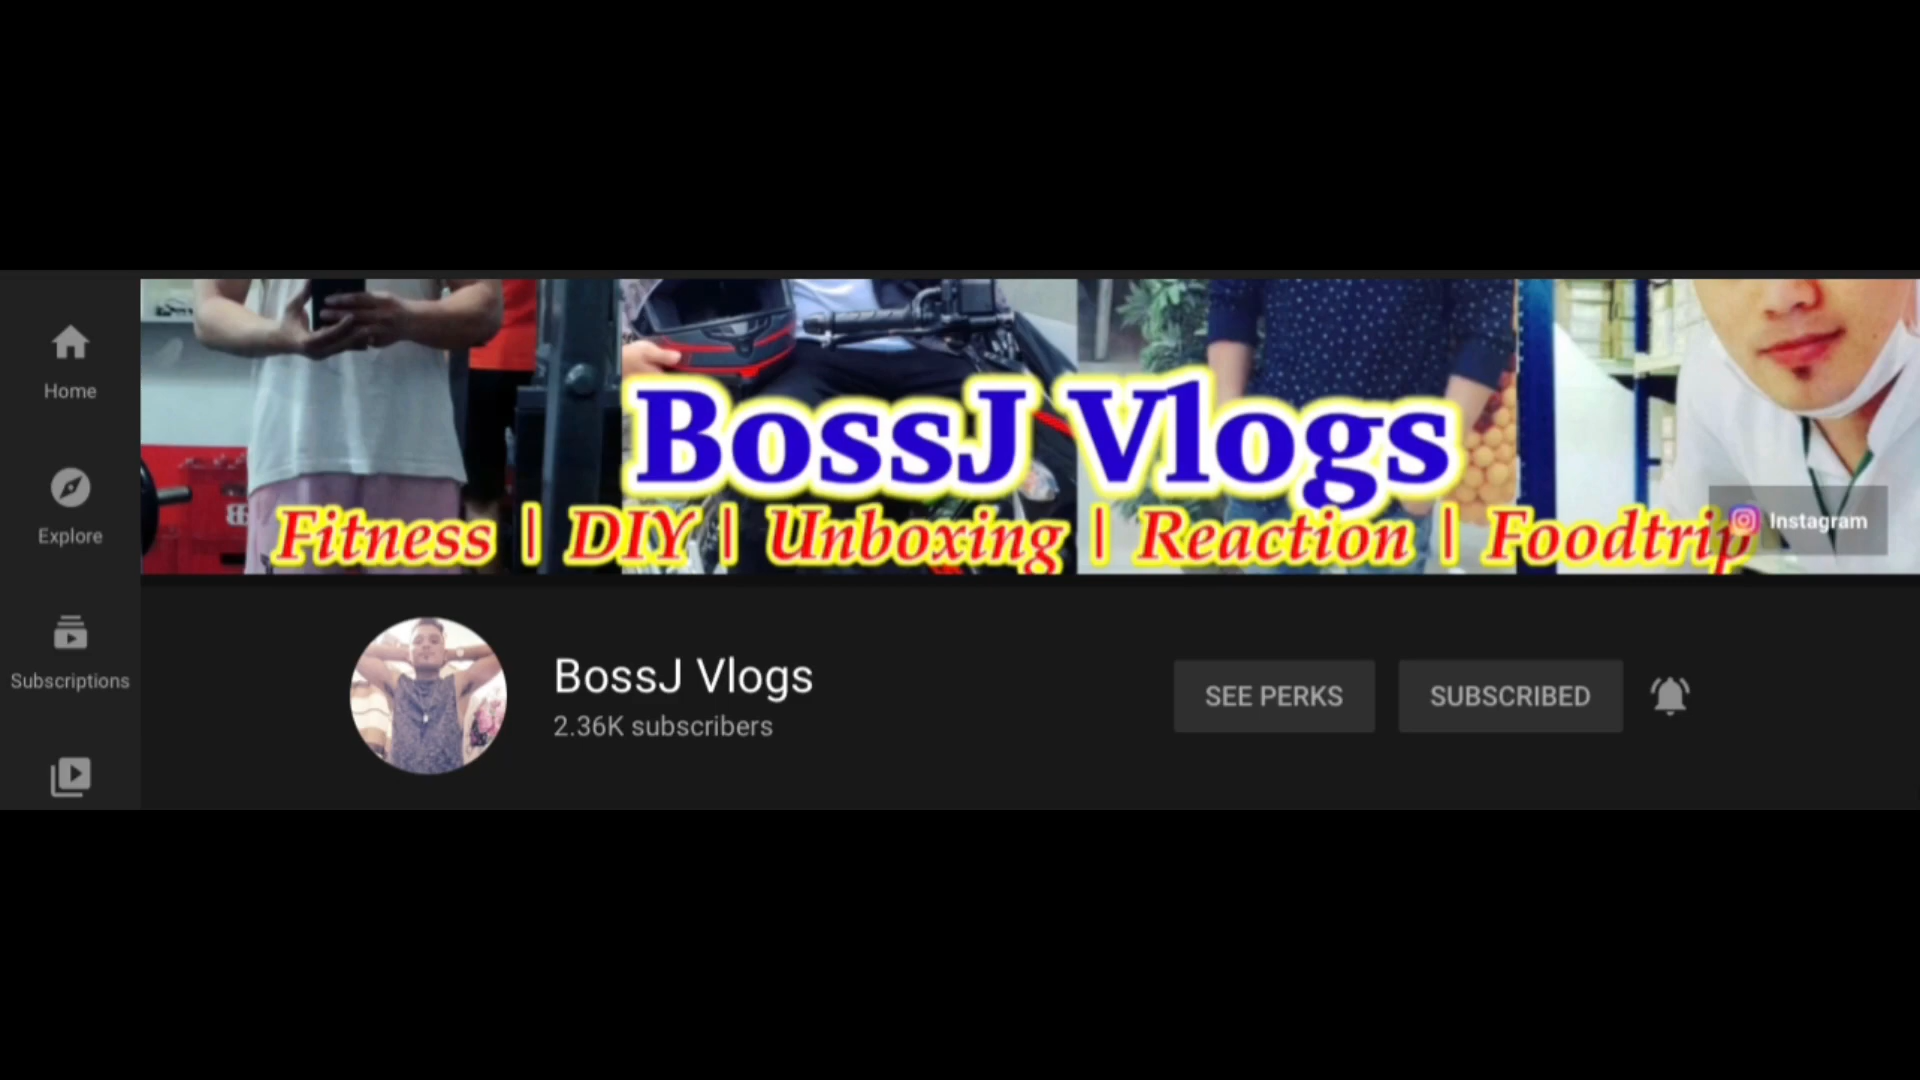 BossJ Vlogs
Fitness | DIY | Unboxing | Reaction | Foodtrip
Instagram
Home
Explore
Subscriptions
BossJ Vlogs
2.36K subscribers
SEE PERKS
SUBSCRIBED